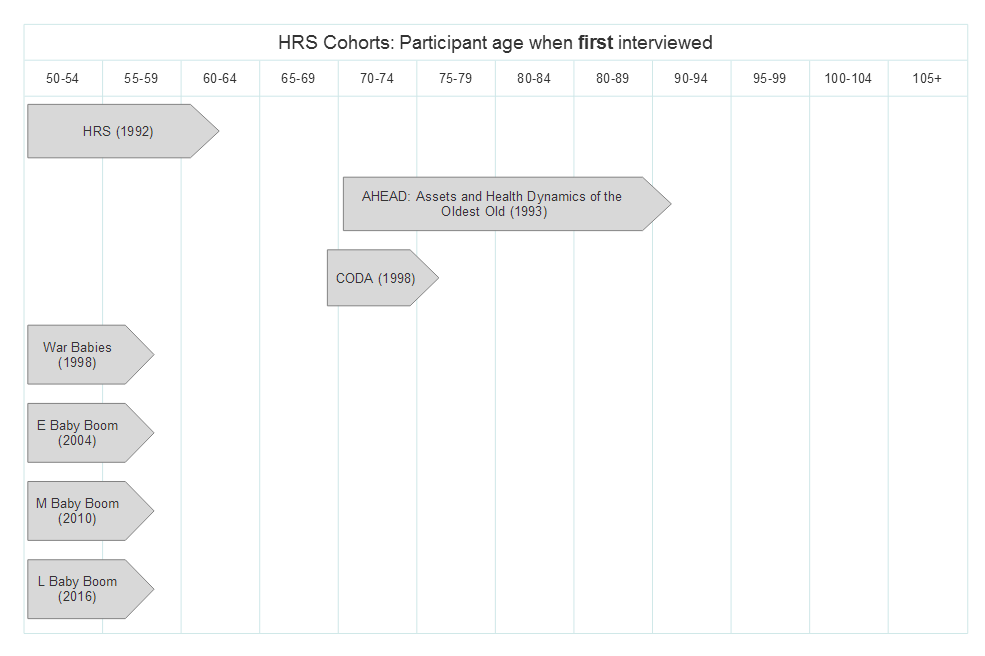 HRS Cohorts: Participant age when first interviewed
50-54 55-59 60-64 65-69 70-74 75-79 80-84 80-89 90-94 95-99 100-104 105+
HRS (1992)
AHEAD: Assets and Health Dynamics of the
Oldest Old (1993)
CODA (1998)
War Babies
(1998)
E Baby Boom
(2004)
M Baby Boom
(2010)
L Baby Boom
(2016)